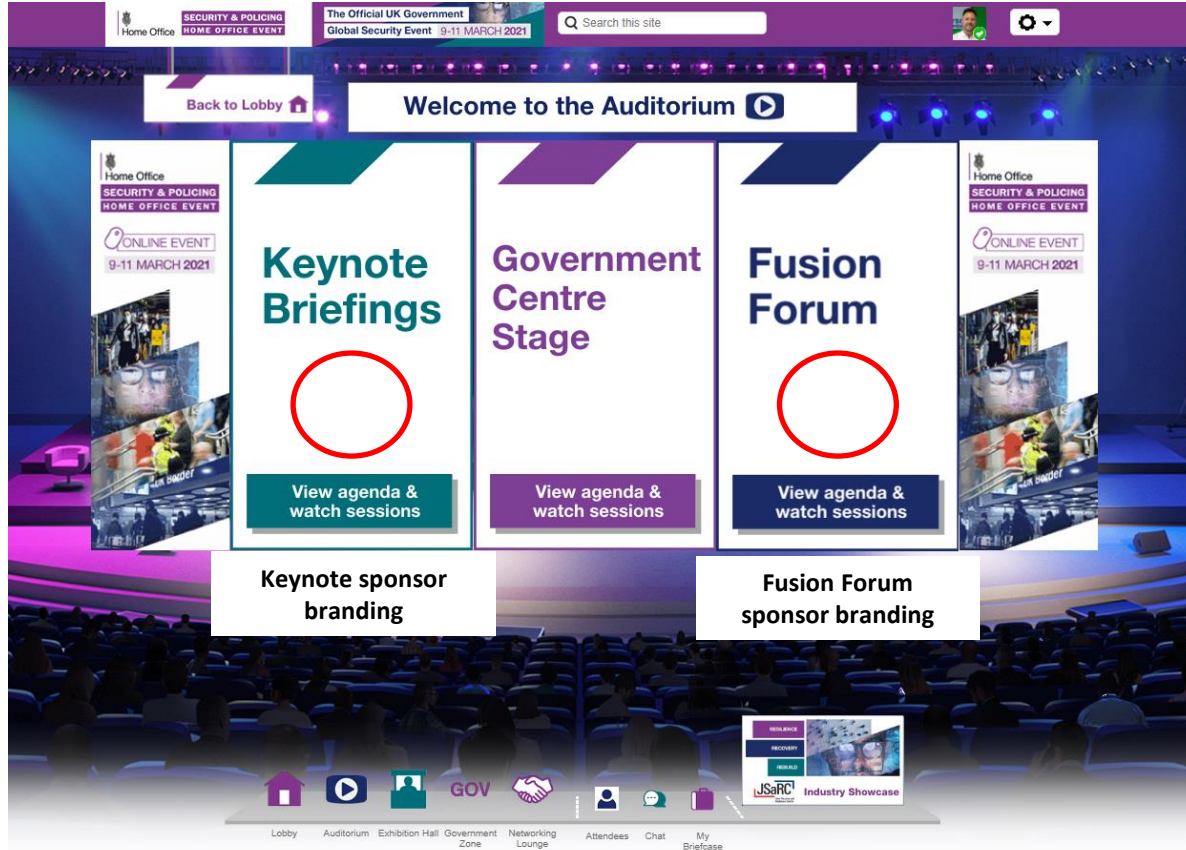 Home Office
SECURITY & POLICING
HOME OFFICE EVENT
The Official UK Government
Global Security Event 9-11 MARCH 2021
Search this site
Back to Lobby
Welcome to the Auditorium
Home Office
SECURITY & POLICING
HOME OFFICE EVENT
ONLINE EVENT
9-11 MARCH 2021
UK Border
Keynote
Briefings
View agenda &
watch sessions
Government
Centre
Stage
View agenda &
watch sessions
Fusion
Forum
View agenda &
watch sessions
Home Office
SECURITY & POLICING
HOME OFFICE EVENT
ONLINE EVENT
9-11 MARCH 2021
UK Border
Keynote sponsor
branding
Fusion Forum
sponsor branding
RESILIENCE
RECOVERY
REBUILD
JSaRC
Industry Showcase
GOV
Lobby
Auditorium
Exhibition Hall
Government
Zone
Networking
Lounge
Attendees
Chat
My
Briefcase